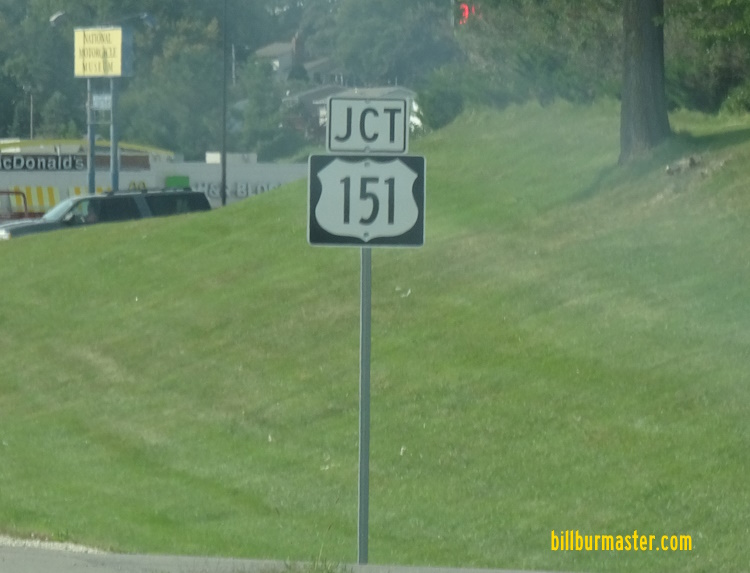 NATIONAL
MOTORCYCLE
MUSEUM
JCT
151
McDonald's
billburmaster.com